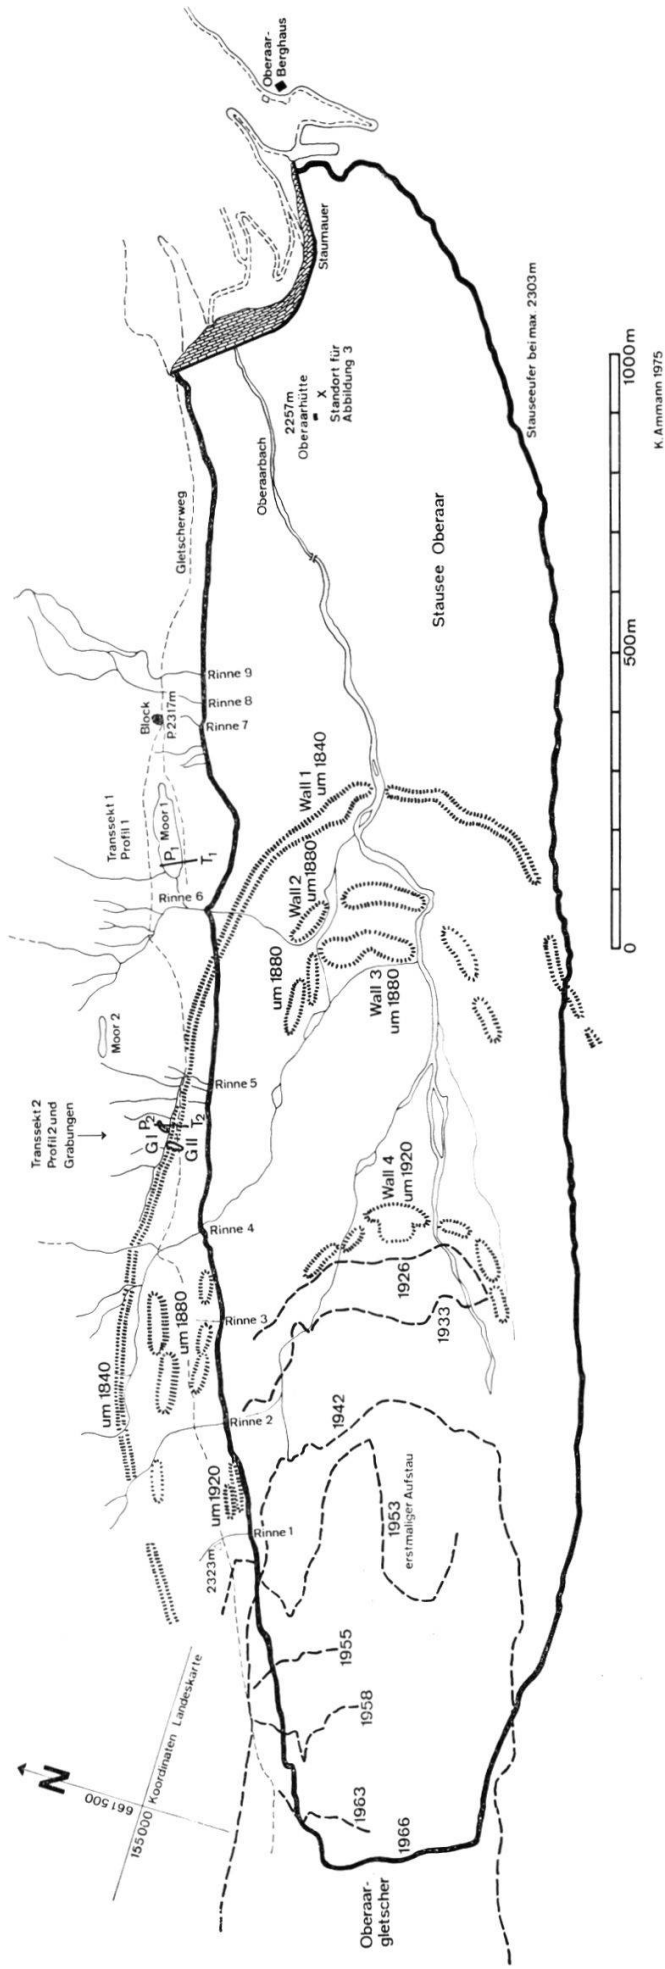 Oberaar-
Berghaus
Staumauer
Stauseeufer bei max. 2303m
2257m
Oberaarhütte
X
Standort für
Abbildung 3
Oberaarbach
Gletscherweg
Stausee Oberaar
1000m
500m
0
K. Ammann 1975
Rinne 9
Rinne 8
Rinne 7
Block
P. 2317m
Transsekt 1
Profil 1
Moor 1
P1
T1
Rinne 6
Wall 1
um 1840
Wall 2
um 1880
um 1880
Wall 3
um 1880
Moor 2
Transsekt 2
Profil 2 und
Grabungen
P2
G I
G II
T2
Rinne 5
Rinne 4
Wall 4
um 1920
1926
1933
um 1840
um 1880
Rinne 3
Rinne 2
1942
um 1920
Rinne 1
2323m
1953
erstmaliger Aufstau
1955
1958
1963
1966
Oberaar-
gletscher
N
661 500
155 000 Koordinaten Landeskarte